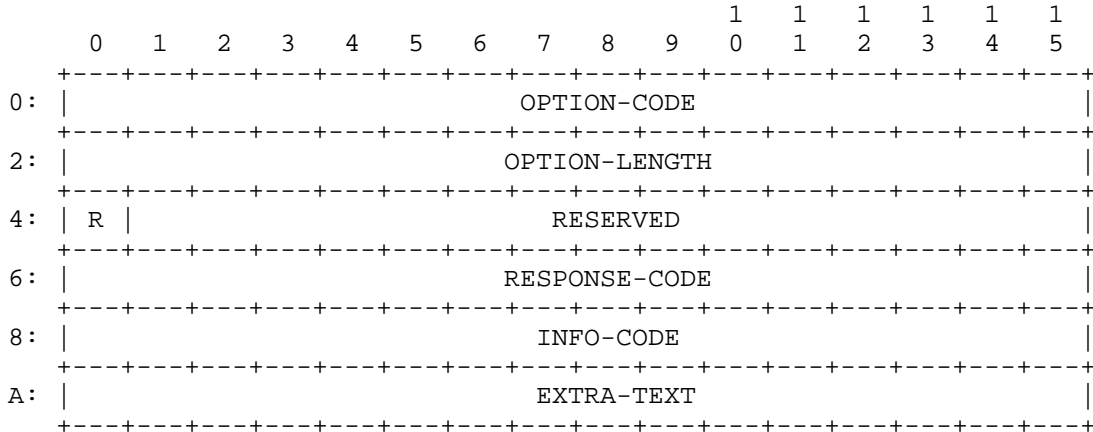 1   1   1   1   1   1
       0   1   2   3   4   5   6   7   8   9   0   1   2   3   4   5
     +---+---+---+---+---+---+---+---+---+---+---+---+---+---+---+---+
0:   |                            OPTION-CODE                        |
     +---+---+---+---+---+---+---+---+---+---+---+---+---+---+---+---+
2:   |                           OPTION-LENGTH                       |
     +---+---+---+---+---+---+---+---+---+---+---+---+---+---+---+---+
4:   | R |                          RESERVED                         |
     +---+---+---+---+---+---+---+---+---+---+---+---+---+---+---+---+
6:   |                           RESPONSE-CODE                       |
     +---+---+---+---+---+---+---+---+---+---+---+---+---+---+---+---+
8:   |                             INFO-CODE                         |
     +---+---+---+---+---+---+---+---+---+---+---+---+---+---+---+---+
A:   |                             EXTRA-TEXT                        |
     +---+---+---+---+---+---+---+---+---+---+---+---+---+---+---+---+